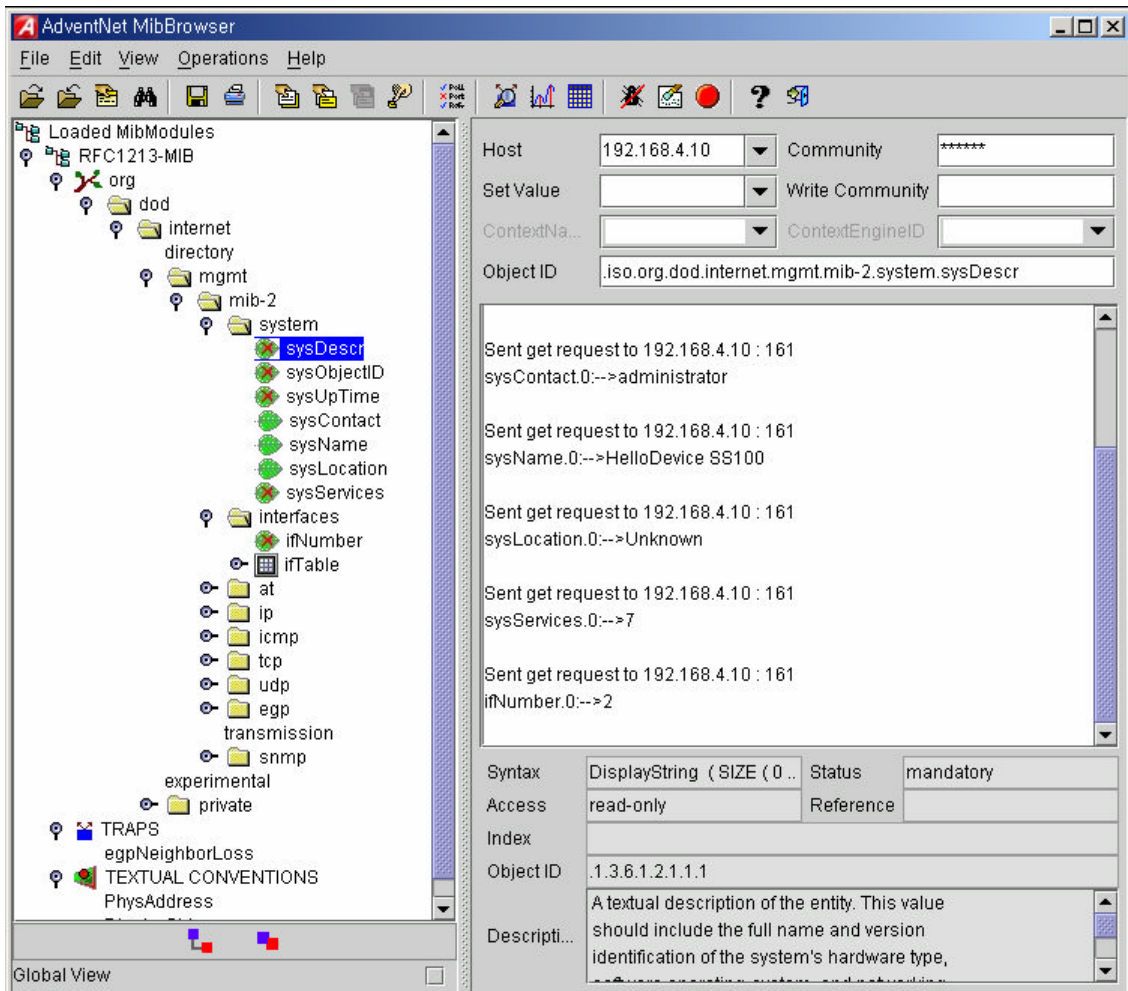 AdventNet MibBrowser
File Edit View Operations Help
Loaded MibModules
RFC1213-MIB
org
dod
internet
directory
mgmt
mib-2
system
sysDescr
sysObjectID
sysUpTime
sysContact
sysName
sysLocation
sysServices
interfaces
ifNumber
ifTable
at
ip
icmp
tcp
udp
egp
transmission
snmp
experimental
private
TRAPS
egpNeighborLoss
TEXTUAL CONVENTIONS
PhysAddress
Global View
Host 192.168.4.10 Community ******
Set Value Write Community
ContextNa... ContextEngineID
Object ID .iso.org.dod.internet.mgmt.mib-2.system.sysDescr
Sent get request to 192.168.4.10 : 161
sysContact.0:-->administrator
Sent get request to 192.168.4.10 : 161
sysName.0:-->HelloDevice SS100
Sent get request to 192.168.4.10 : 161
sysLocation.0:-->Unknown
Sent get request to 192.168.4.10 : 161
sysServices.0:-->7
Sent get request to 192.168.4.10 : 161
ifNumber.0:-->2
Syntax DisplayString ( SIZE ( 0 .. Status mandatory
Access read-only Reference
Index
Object ID .1.3.6.1.2.1.1.1
Descripti... A textual description of the entity. This value
should include the full name and version
identification of the system's hardware type,